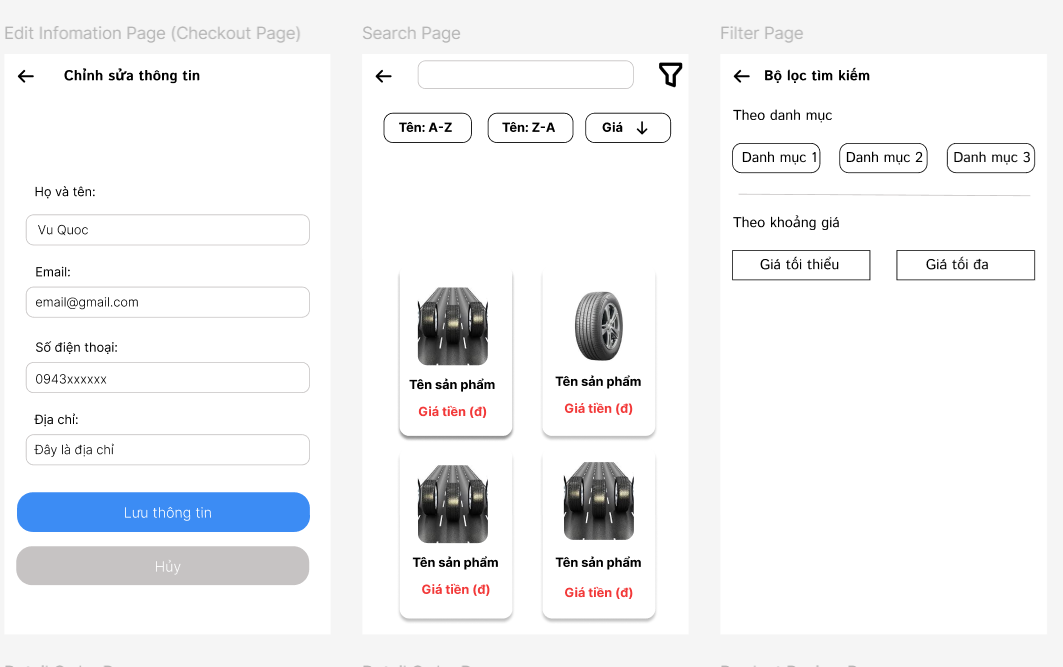 Edit Infomation Page (Checkout Page)
Chỉnh sửa thông tin
Họ và tên:
Vu Quoc
Email:
email@gmail.com
Số điện thoại:
0943xxxxxx
Địa chỉ:
Đây là địa chỉ
Lưu thông tin
Hủy
Search Page
Tên: A-Z
Tên: Z-A
Giá
Tên sản phẩm
Giá tiền (đ)
Tên sản phẩm
Giá tiền (đ)
Tên sản phẩm
Giá tiền (đ)
Tên sản phẩm
Giá tiền (đ)
Filter Page
Bộ lọc tìm kiếm
Theo danh mục
Danh mục 1
Danh mục 2
Danh mục 3
Theo khoảng giá
Giá tối thiểu
Giá tối đa